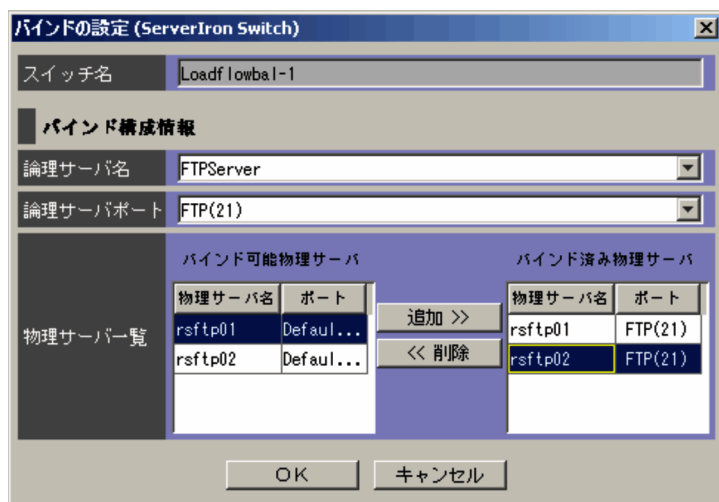 バインドの設定 (ServerIron Switch)
スイッチ名 Loadflowbal-1
バインド構成情報
論理サーバ名 FTPServer
論理サーバポート FTP(21)
バインド可能物理サーバ バインド済み物理サーバ
物理サーバ一覧
物理サーバ名 ポート
rsftp01 Defaul...
rsftp02 Defaul...
追加 >>
<< 削除
物理サーバ名 ポート
rsftp01 FTP(21)
rsftp02 FTP(21)
OK キャンセル